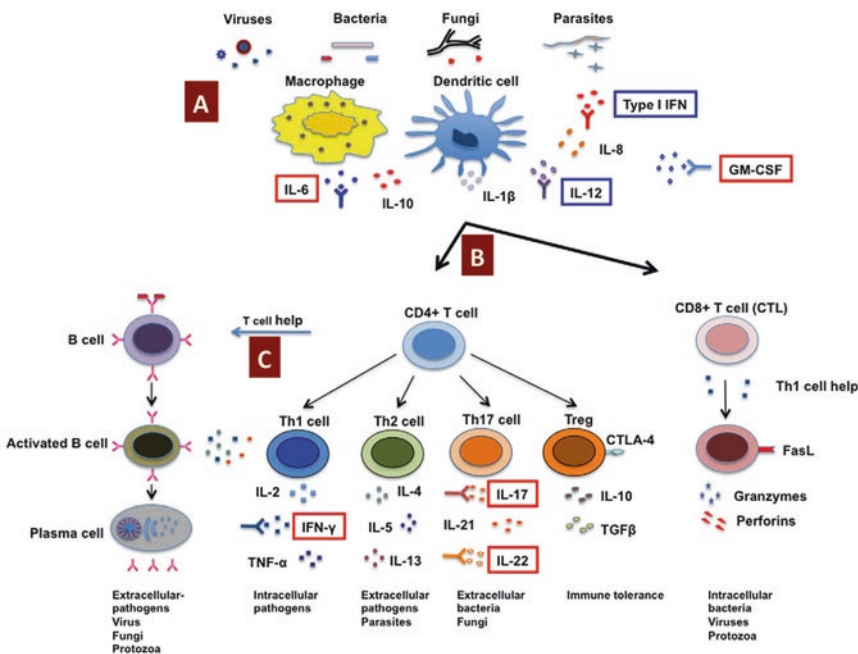 Viruses Bacteria Fungi Parasites
A
Macrophage Dendritic cell
Type I IFN
IL-8
GM-CSF
IL-6
IL-10
IL-1β
IL-12
B
CD4+ T cell
CD8+ T cell (CTL)
T cell help
B cell
C
Th1 cell help
Th1 cell Th2 cell Th17 cell Treg
Activated B cell
CTLA-4
FasL
IL-2 IL-4 IL-17 IL-10 Granzymes
Plasma cell IFN-γ IL-5 IL-21 TGFβ Perforins
TNF-α IL-13 IL-22
Extracellular-
pathogens
Virus
Fungi
Protozoa
Intracellular
pathogens
Extracellular
pathogens
Parasites
Extracellular
bacteria
Fungi
Immune tolerance
Intracellular
bacteria
Viruses
Protozoa